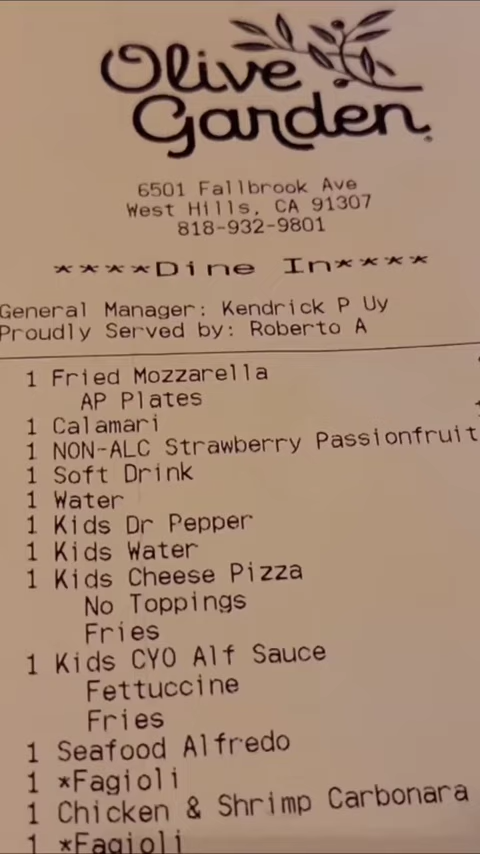 Olive
Garden
6501 Fallbrook Ave
West Hills, CA 91307
818-932-9801
****Dine In****
General Manager: Kendrick P Uy
Proudly Served by: Roberto A
1 Fried Mozzarella
AP Plates
1 Calamari
1 NON-ALC Strawberry Passionfruit
1 Soft Drink
1 Water
1 Kids Dr Pepper
1 Kids Water
1 Kids Cheese Pizza
No Toppings
Fries
1 Kids CYO Alf Sauce
Fettuccine
Fries
1 Seafood Alfredo
1 *Fagioli
1 Chicken & Shrimp Carbonara
1 *Fagioli